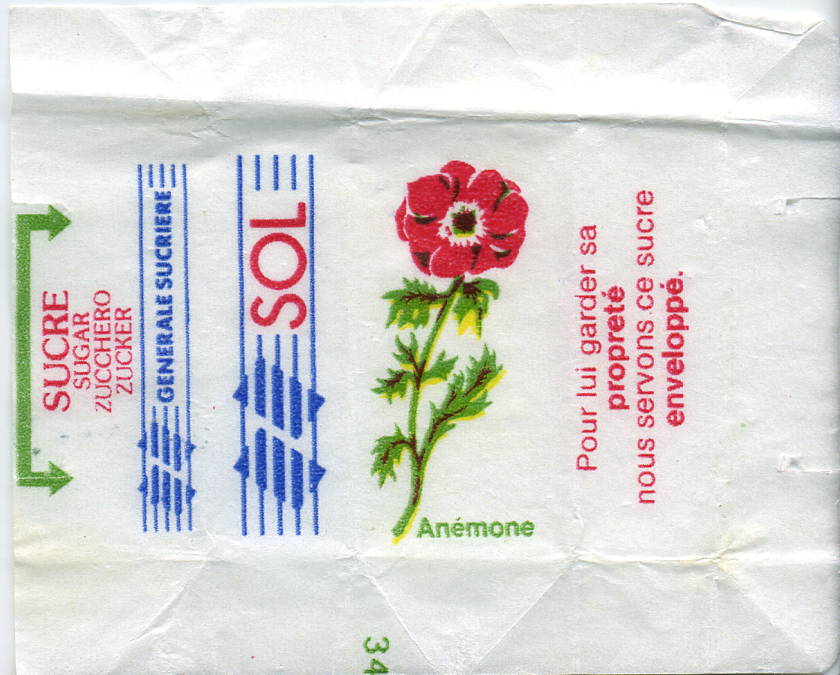 SUCRE
SUGAR
ZUCCHERO
ZUCKER
GENERALE SUCRIERE
SOL
Anémone
Pour lui garder sa
propreté
nous servons ce sucre
enveloppé.
34